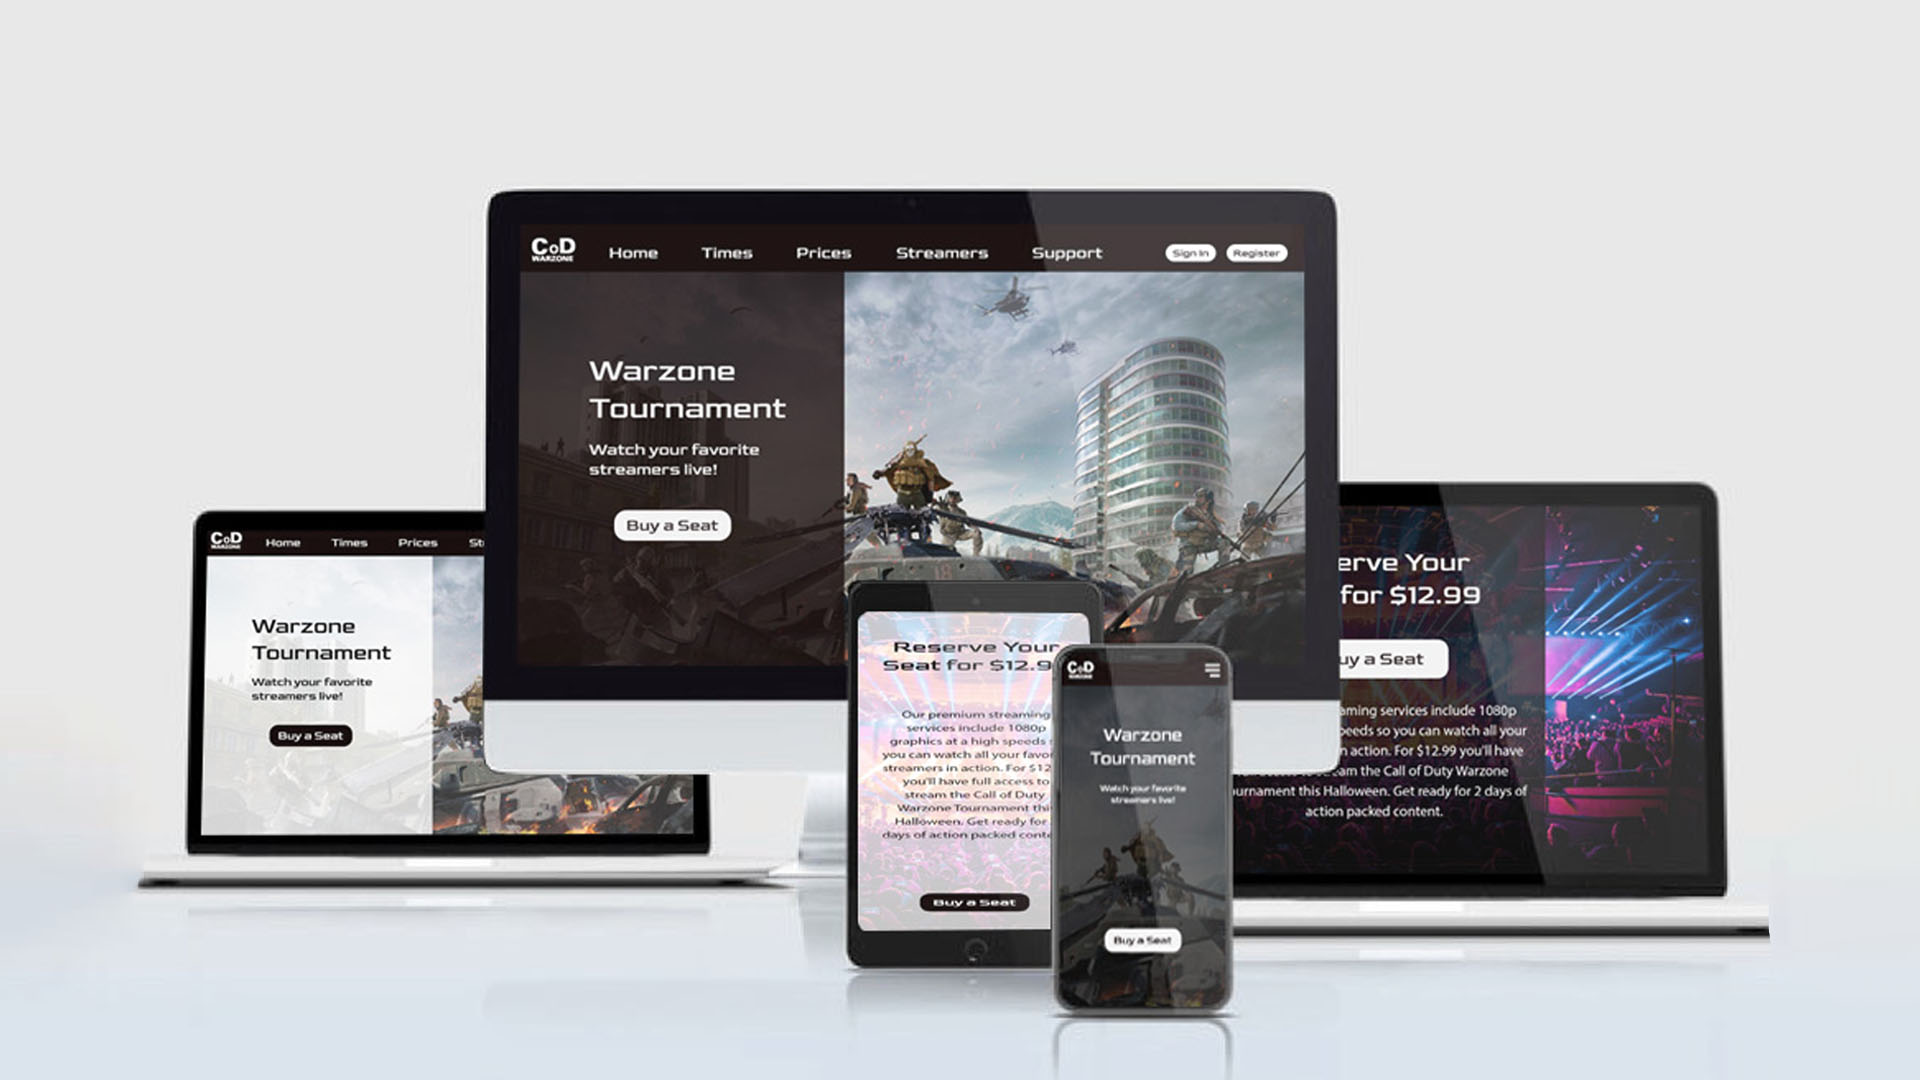 CoD
WARZONE
Home
Times
Prices
Streamers
Support
Sign In
Register
Warzone
Tournament
Watch your favorite
streamers live!
Buy a Seat
CoD
WARZONE
Home
Times
Prices
St
Warzone
Tournament
Watch your favorite
streamers live!
Buy a Seat
Reserve Your
Seat for $12.9
Our premium streaming
services include 1080p
graphics at a high speeds
you can watch all your favor
streamers in action. For $12
you'll have full access to
stream the Call of Duty
Warzone Tournament thi
Halloween. Get ready for
days of action packed conte
Buy a Seat
CoD
WARZONE
Warzone
Tournament
Watch your favorite
streamers live!
Buy a Seat
erve Your
for $12.99
uy a Seat
aming services include 1080p
peeds so you can watch all your
n action. For $12.99 you'll have
am the Call of Duty Warzone
urnament this Halloween. Get ready for 2 days of
action packed content.